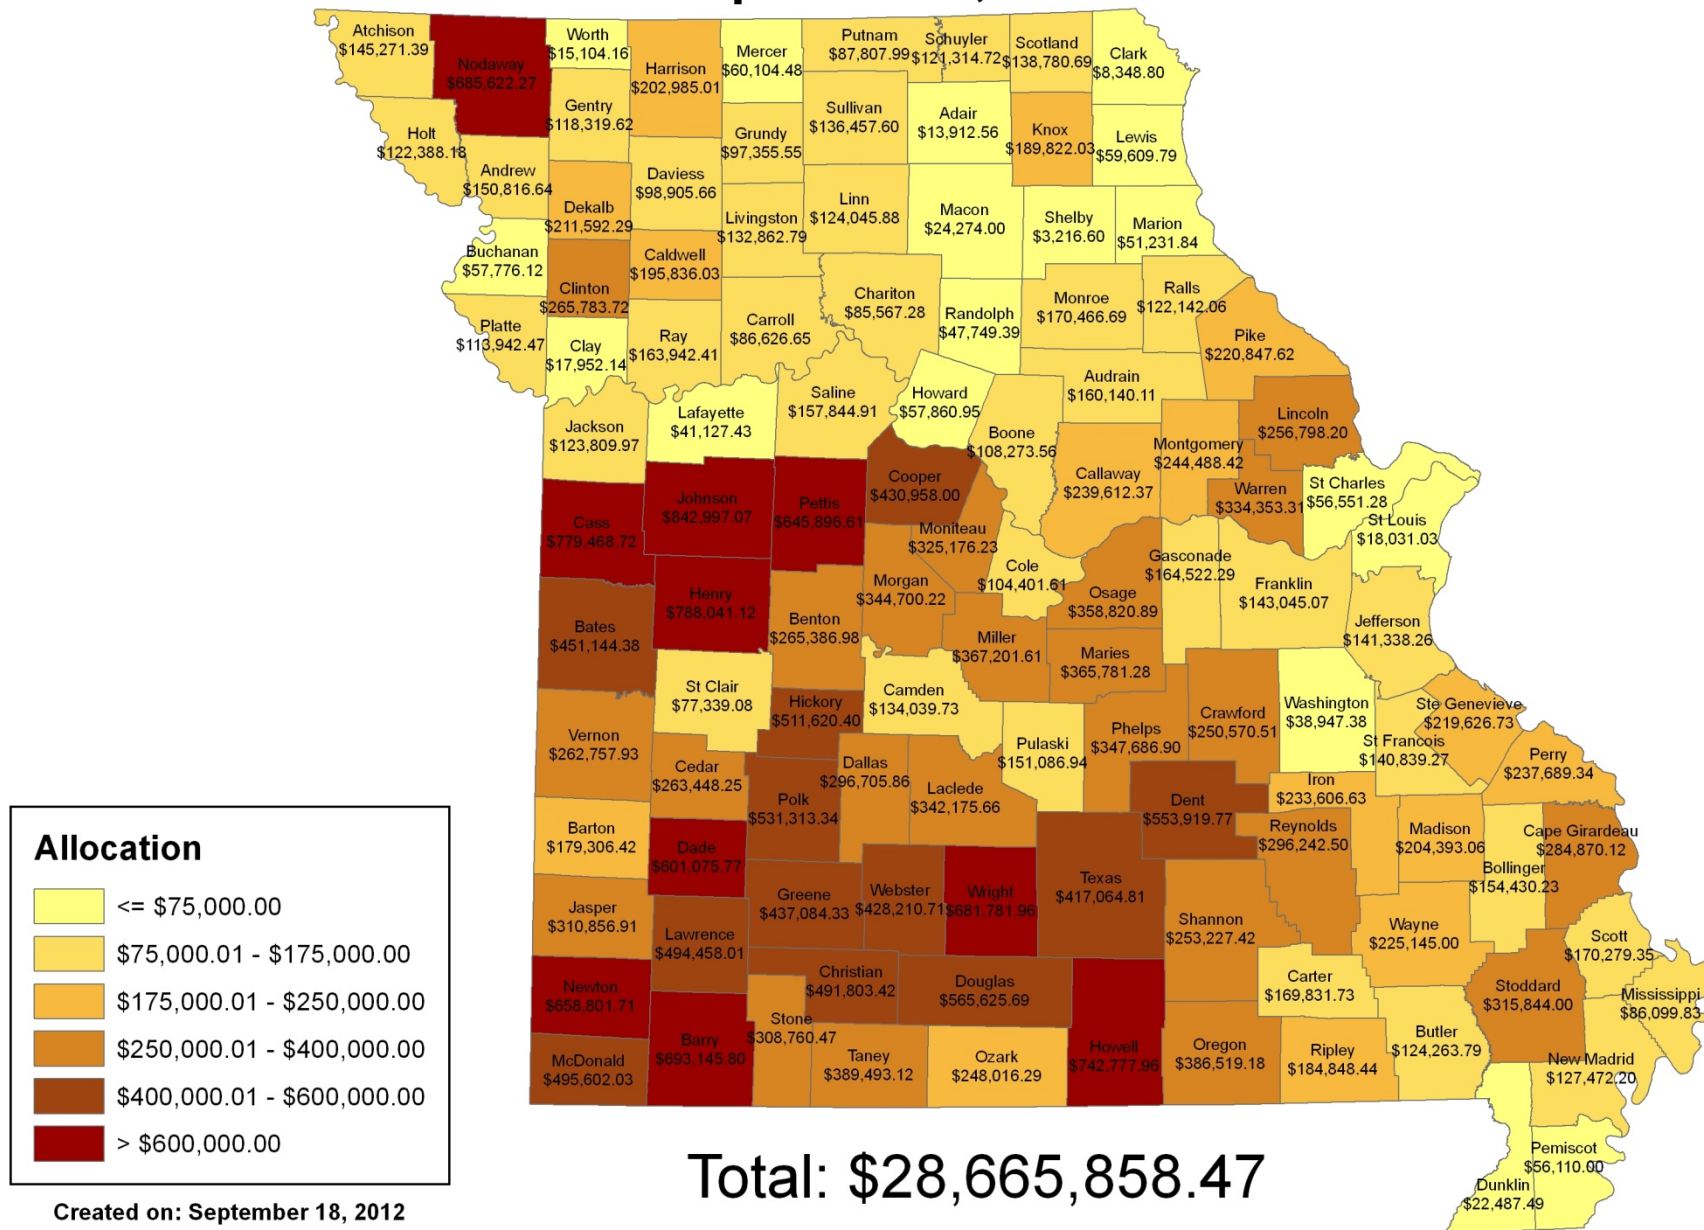 Atchison
$145,271.39
Nodaway
$685,622.27
Worth
$15,104.16
Harrison
$202,985.01
Mercer
$60,104.48
Putnam
$87,807.99
Schuyler
$121,314.72
Scotland
$138,780.69
Clark
$8,348.80
Holt
$122,388.18
Gentry
$118,319.62
Grundy
$97,355.55
Sullivan
$136,457.60
Adair
$13,912.56
Knox
$189,822.03
Lewis
$59,609.79
Andrew
$150,816.64
Dekalb
$211,592.29
Daviess
$98,905.66
Livingston
$132,862.79
Linn
$124,045.88
Macon
$24,274.00
Shelby
$3,216.60
Marion
$51,231.84
Buchanan
$57,776.12
Clinton
$265,783.72
Caldwell
$195,836.03
Chariton
$85,567.28
Randolph
$47,749.39
Monroe
$170,466.69
Ralls
$122,142.06
Platte
$113,942.47
Clay
$17,952.14
Ray
$163,942.41
Carroll
$86,626.65
Pike
$220,847.62
Audrain
$160,140.11
Jackson
$123,809.97
Lafayette
$41,127.43
Saline
$157,844.91
Howard
$57,860.95
Boone
$108,273.56
Callaway
$239,612.37
Montgomery
$244,488.42
Lincoln
$256,798.20
Warren
$334,353.31
St Charles
$56,551.28
St Louis
$18,031.03
Cass
$779,468.72
Johnson
$842,997.07
Pettis
$645,896.61
Cooper
$430,958.00
Moniteau
$325,176.23
Cole
$104,401.61
Osage
$358,820.89
Gasconade
$164,522.29
Franklin
$143,045.07
Jefferson
$141,338.26
Henry
$788,041.12
Morgan
$344,700.22
Bates
$451,144.38
Benton
$265,386.98
Miller
$367,201.61
Maries
$365,781.28
St Clair
$77,339.08
Hickory
$511,620.40
Camden
$134,039.73
Pulaski
$151,086.94
Phelps
$347,686.90
Crawford
$250,570.51
Washington
$38,947.38
Ste Genevieve
$219,626.73
St Francois
$140,839.27
Perry
$237,689.34
Vernon
$262,757.93
Cedar
$263,448.25
Polk
$531,313.34
Dallas
$296,705.86
Laclede
$342,175.66
Dent
$553,919.77
Iron
$233,606.63
Reynolds
$296,242.50
Madison
$204,393.06
Bollinger
$154,430.23
Cape Girardeau
$284,870.12
Barton
$179,306.42
Dade
$601,075.77
Greene
$437,084.33
Webster
$428,210.71
Wright
$681,781.96
Texas
$417,064.81
Shannon
$253,227.42
Wayne
$225,145.00
Scott
$170,279.35
Jasper
$310,856.91
Lawrence
$494,458.01
Christian
$491,803.42
Douglas
$565,625.69
Carter
$169,831.73
Stoddard
$315,844.00
Mississippi
$86,099.83
Newton
$658,801.71
Barry
$693,145.80
Stone
$308,760.47
Taney
$389,493.12
Ozark
$248,016.29
Howell
$742,777.96
Oregon
$386,519.18
Ripley
$184,848.44
Butler
$124,263.79
New Madrid
$127,472.20
McDonald
$495,602.03
Pemiscot
$56,110.00
Dunklin
$22,487.49
Allocation
<= $75,000.00
$75,000.01 - $175,000.00
$175,000.01 - $250,000.00
$250,000.01 - $400,000.00
$400,000.01 - $600,000.00
> $600,000.00
Created on: September 18, 2012
Total: $28,665,858.47